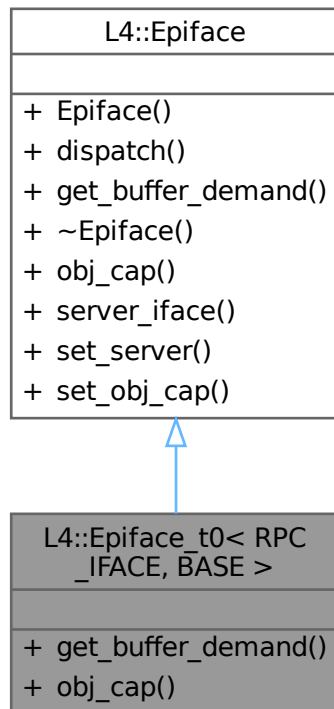 L4::Epiface
+ Epiface()
+ dispatch()
+ get_buffer_demand()
+ ~Epiface()
+ obj_cap()
+ server_iface()
+ set_server()
+ set_obj_cap()
L4::Epiface_t0< RPC
_IFACE, BASE >
+ get_buffer_demand()
+ obj_cap()